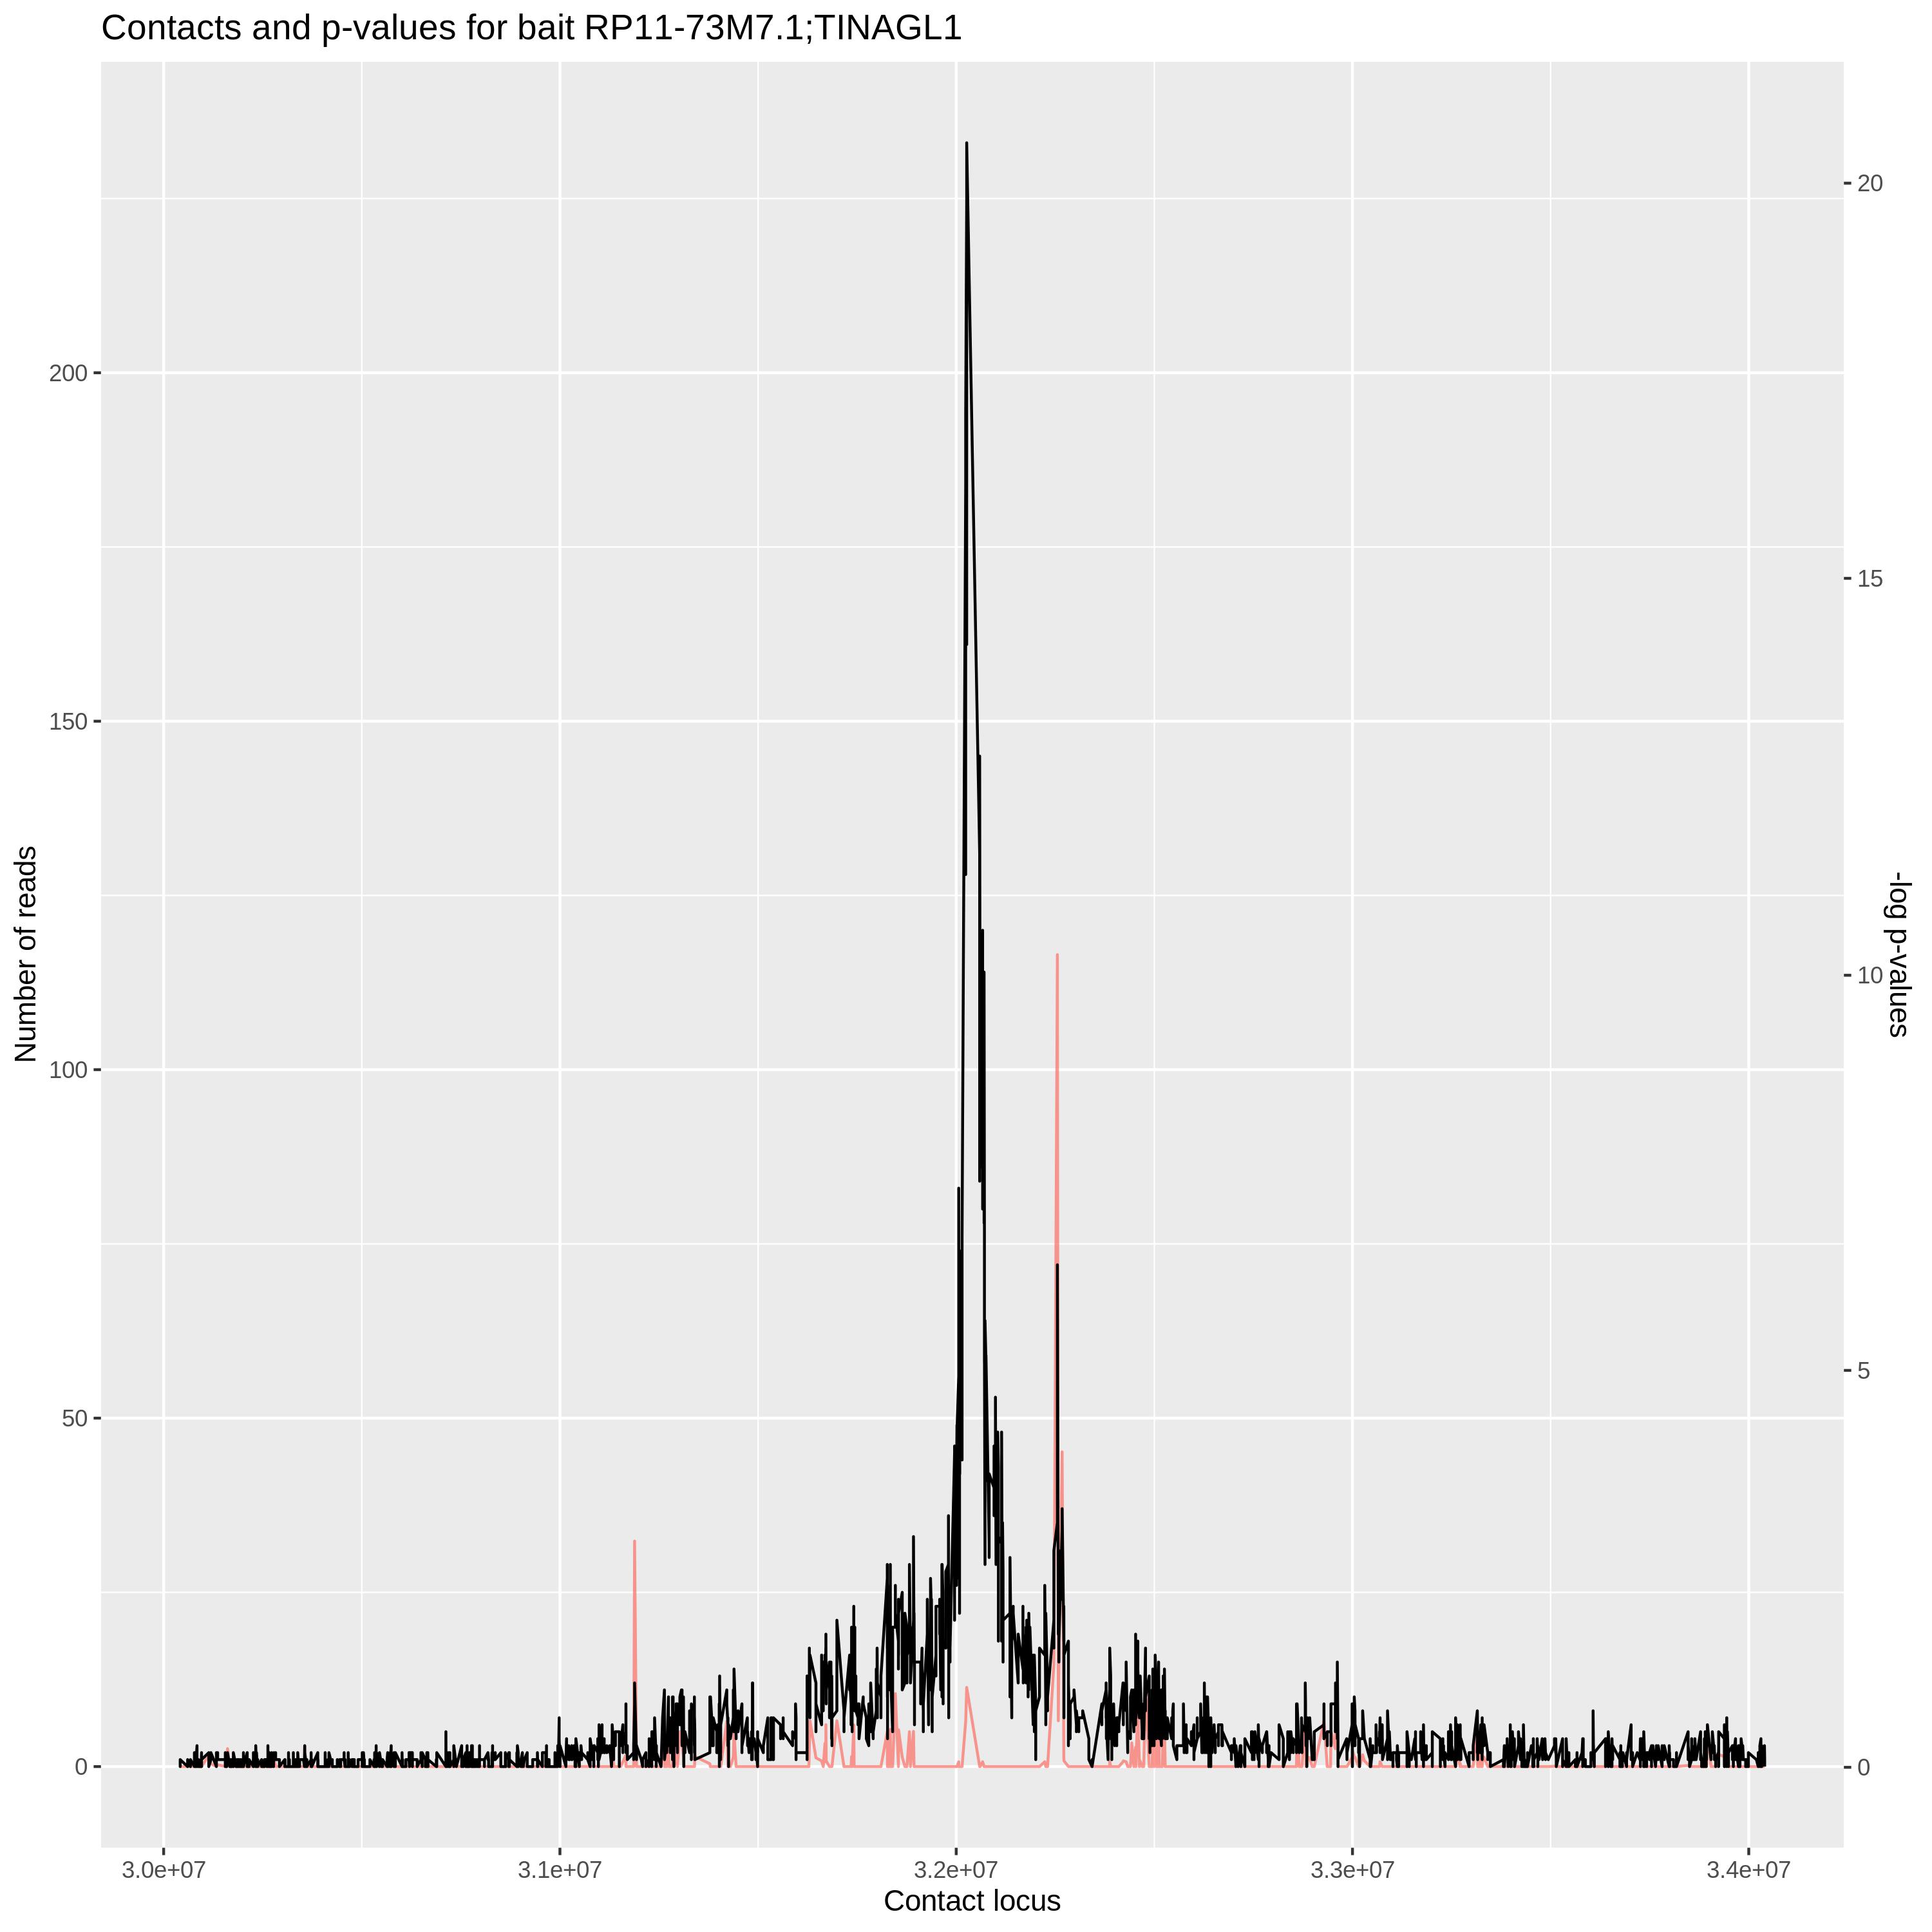 Contacts and p-values for bait RP11-73M7.1;TINAGL1
Number of reads
200
150
100
50
0
20
15
10
5
0
-log p-values
3.0e+07 3.1e+07 3.2e+07 3.3e+07 3.4e+07
Contact locus